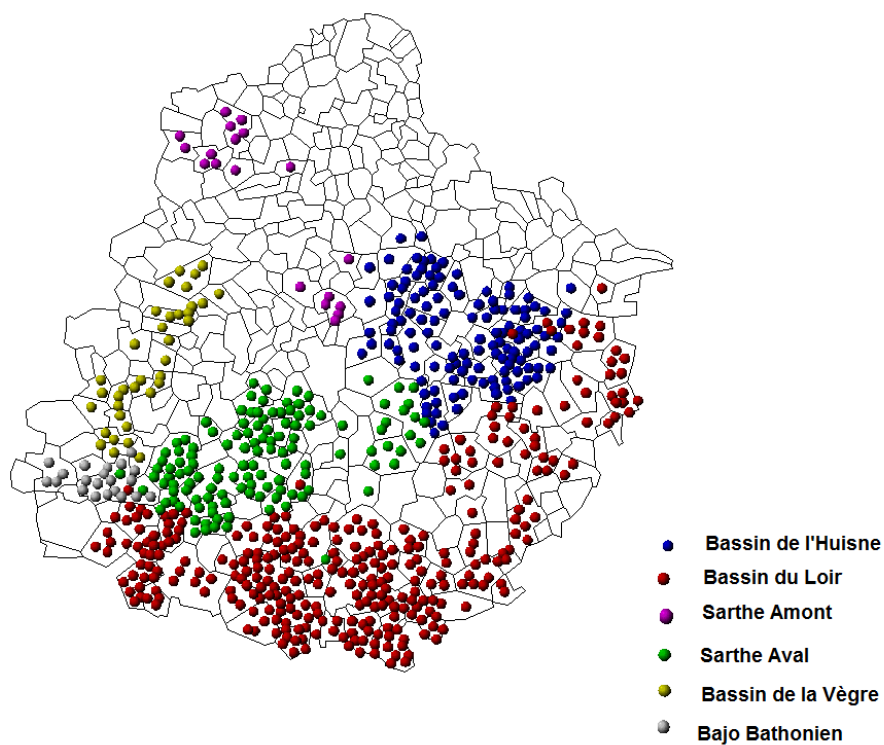 Bassin de l'Huisne
Bassin du Loir
Sarthe Amont
Sarthe Aval
Bassin de la Vègre
Bajo Bathonien